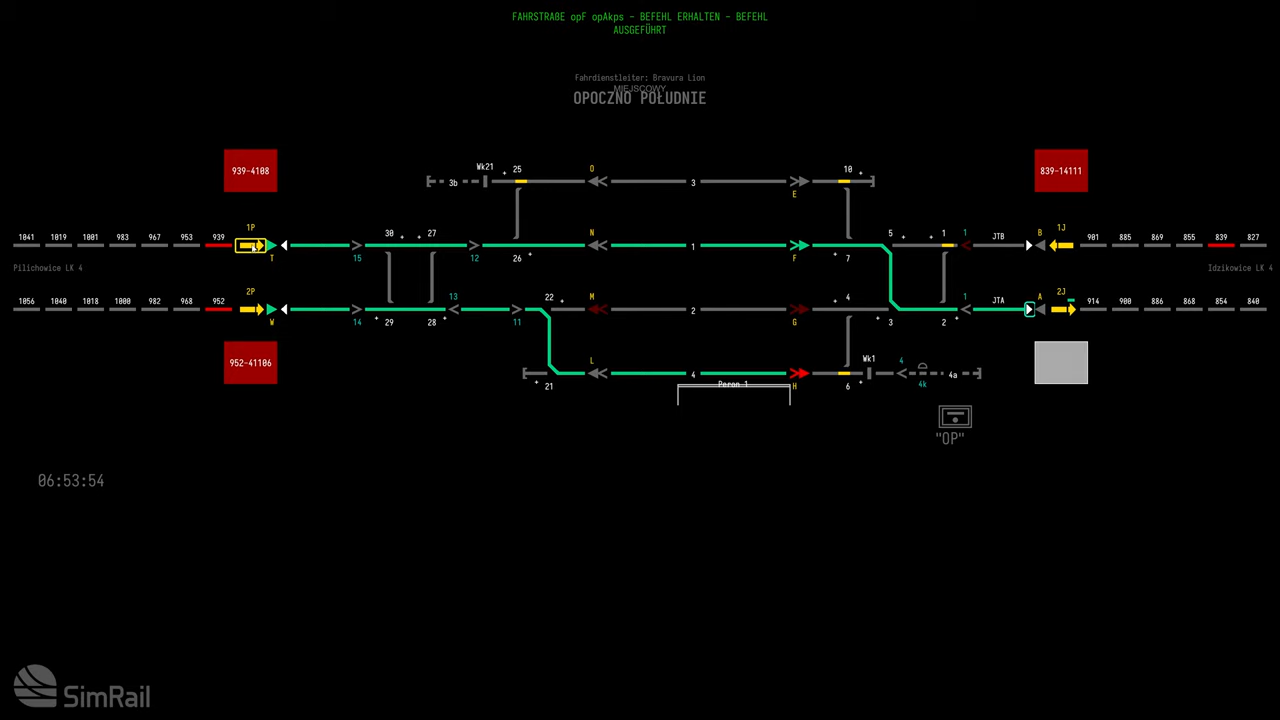 FAHRSTRAßE opF opAkps - BEFEHL ERHALTEN - BEFEHL
AUSGEFÜHRT
Fahrdienstleiter: Bravura Lion
MIEJSCOWY
OPOCZNO POŁUDNIE
939-4108
839-14111
Wk21
25
O
10
3b
3
E
1P
1041
1019
1001
983
967
953
939
T
15
30
27
12
N
26
1
F
7
5
1
1
JTB
B
1J
901
885
869
855
839
827
Pilichowice LK 4
Idzikowice LK 4
2P
1056
1040
1018
1000
982
968
952
W
14
29
28
13
11
22
M
2
G
4
3
2
1
JTA
A
2J
914
900
886
868
854
840
952-41106
L
21
4
H
Peron 1
Wk1
6
4
4k
4a
"OP"
06:53:54
SimRail